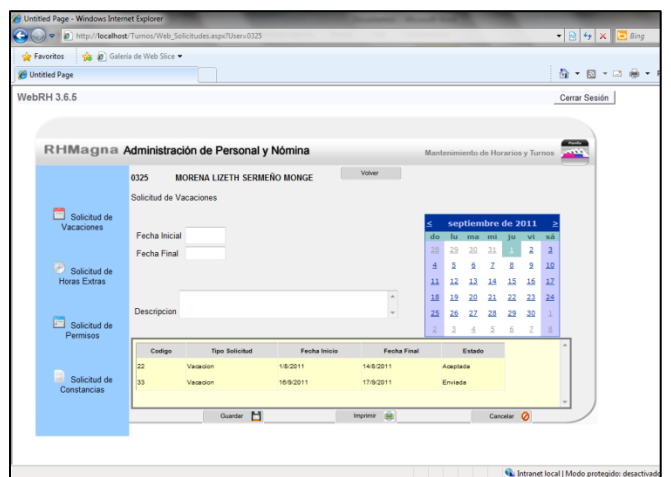 Untitled Page - Windows Internet Explorer
http://localhost/Turnos/Web_Solicitudes.aspx?User=0325
Bing
Favoritos
Galería de Web Slice
Untitled Page
WebRH 3.6.5
Cerrar Sesión
RHMagna Administración de Personal y Nómina
Mantenimiento de Horarios y Turnos
0325 MORENA LIZETH SERMEÑO MONGE
Volver
Solicitud de Vacaciones
Solicitud de
Vacaciones
Solicitud de
Horas Extras
Solicitud de
Permisos
Solicitud de
Constancias
Fecha Inicial
Fecha Final
Descripcion
< septiembre de 2011 >
do lu ma mi ju vi sá
28 29 30 31 1 2 3
4 5 6 7 8 9 10
11 12 13 14 15 16 17
18 19 20 21 22 23 24
25 26 27 28 29 30 1
2 3 4 5 6 7 8
Codigo Tipo Solicitud Fecha Inicio Fecha Final Estado
22 Vacacion 1/8/2011 14/8/2011 Aceptada
33 Vacacion 16/9/2011 17/9/2011 Enviada
Guardar
Imprimir
Cancelar
Intranet local | Modo protegido: desactivado